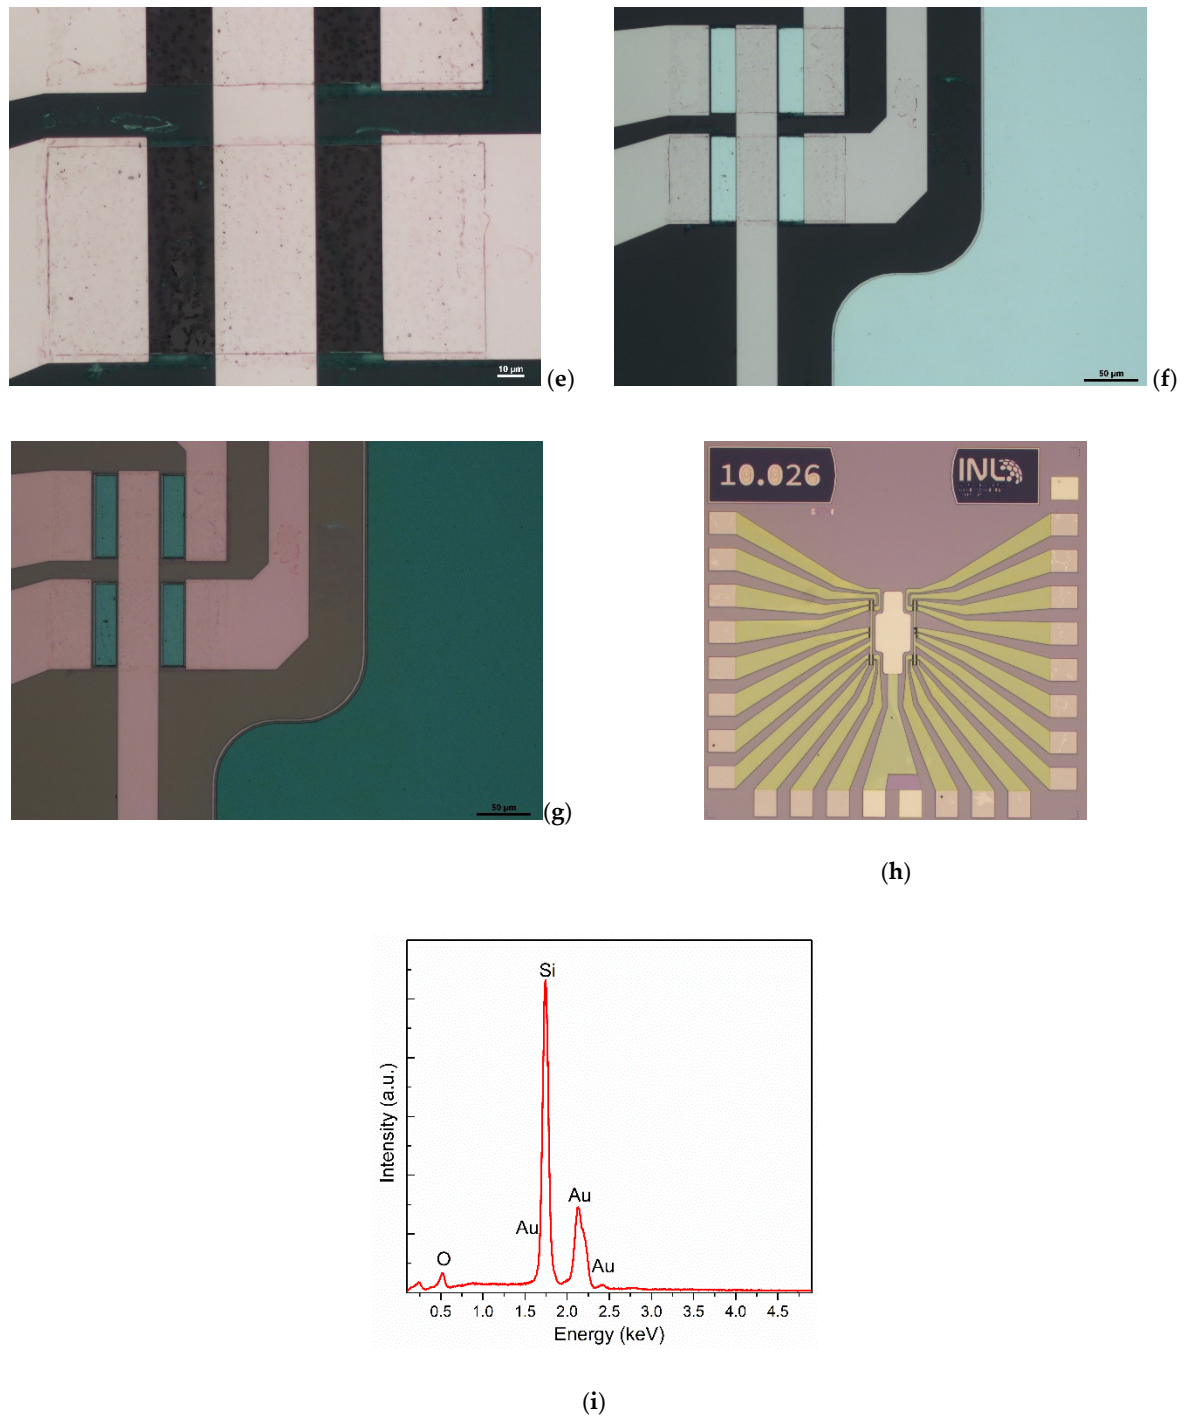 10 µm
(e)
50 µm
(f)
50 µm
(g)
10.026
INL
(h)
Si
Au
Au
Au
O
Intensity (a.u.)
0.5 1.0 1.5 2.0 2.5 3.0 3.5 4.0 4.5
Energy (keV)
(i)